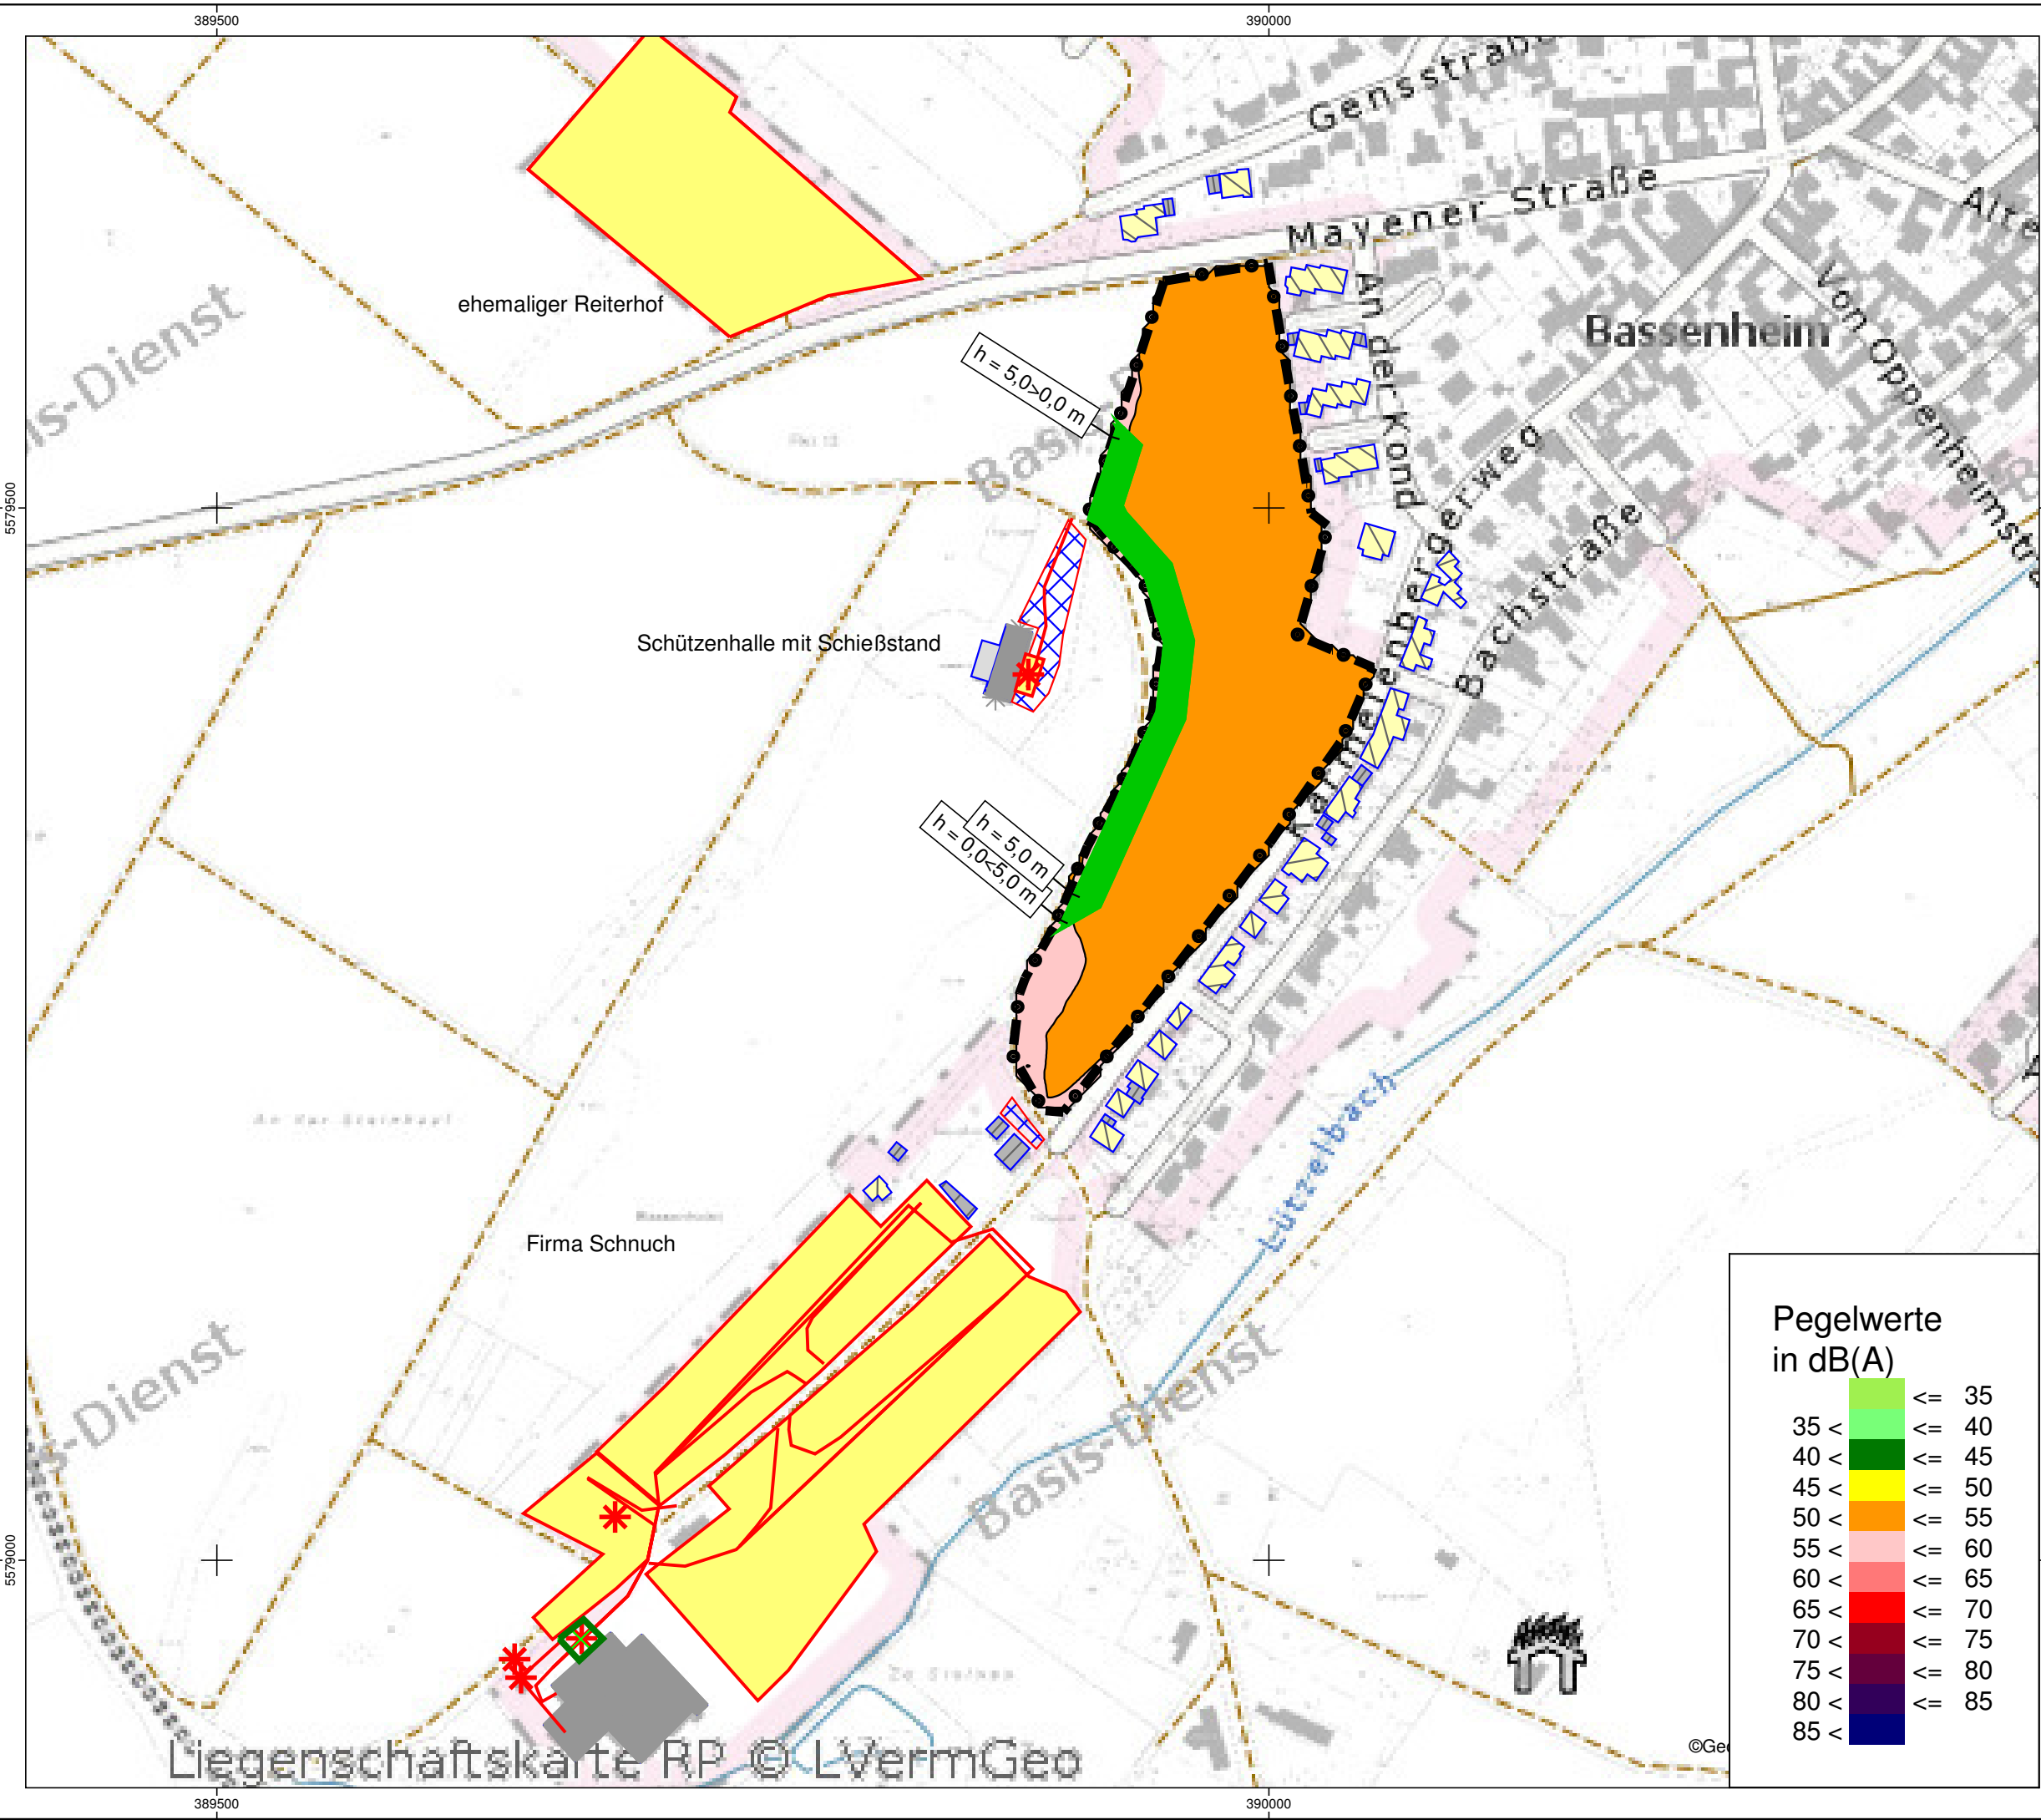 389500
390000
Gensstraße
Mayener Straße
Alte
ehemaliger Reiterhof
is-Dienst
An der Kond
Bassenheim
Von Oppenheimstr
h = 5,0>0,0 m
Basis
5579500
Karmelenbergerweg
Bachstraße
Schützenhalle mit Schießstand
h = 5,0 m
h = 0,0<5,0 m
Lützelbach
Firma Schnuch
is-Dienst
Basis-Dienst
5579000
Liegenschaftskarte RP © LVermGeo
©Geo
Pegelwerte
in dB(A)
<= 35
35 < <= 40
40 < <= 45
45 < <= 50
50 < <= 55
55 < <= 60
60 < <= 65
65 < <= 70
70 < <= 75
75 < <= 80
80 < <= 85
85 <
389500
390000